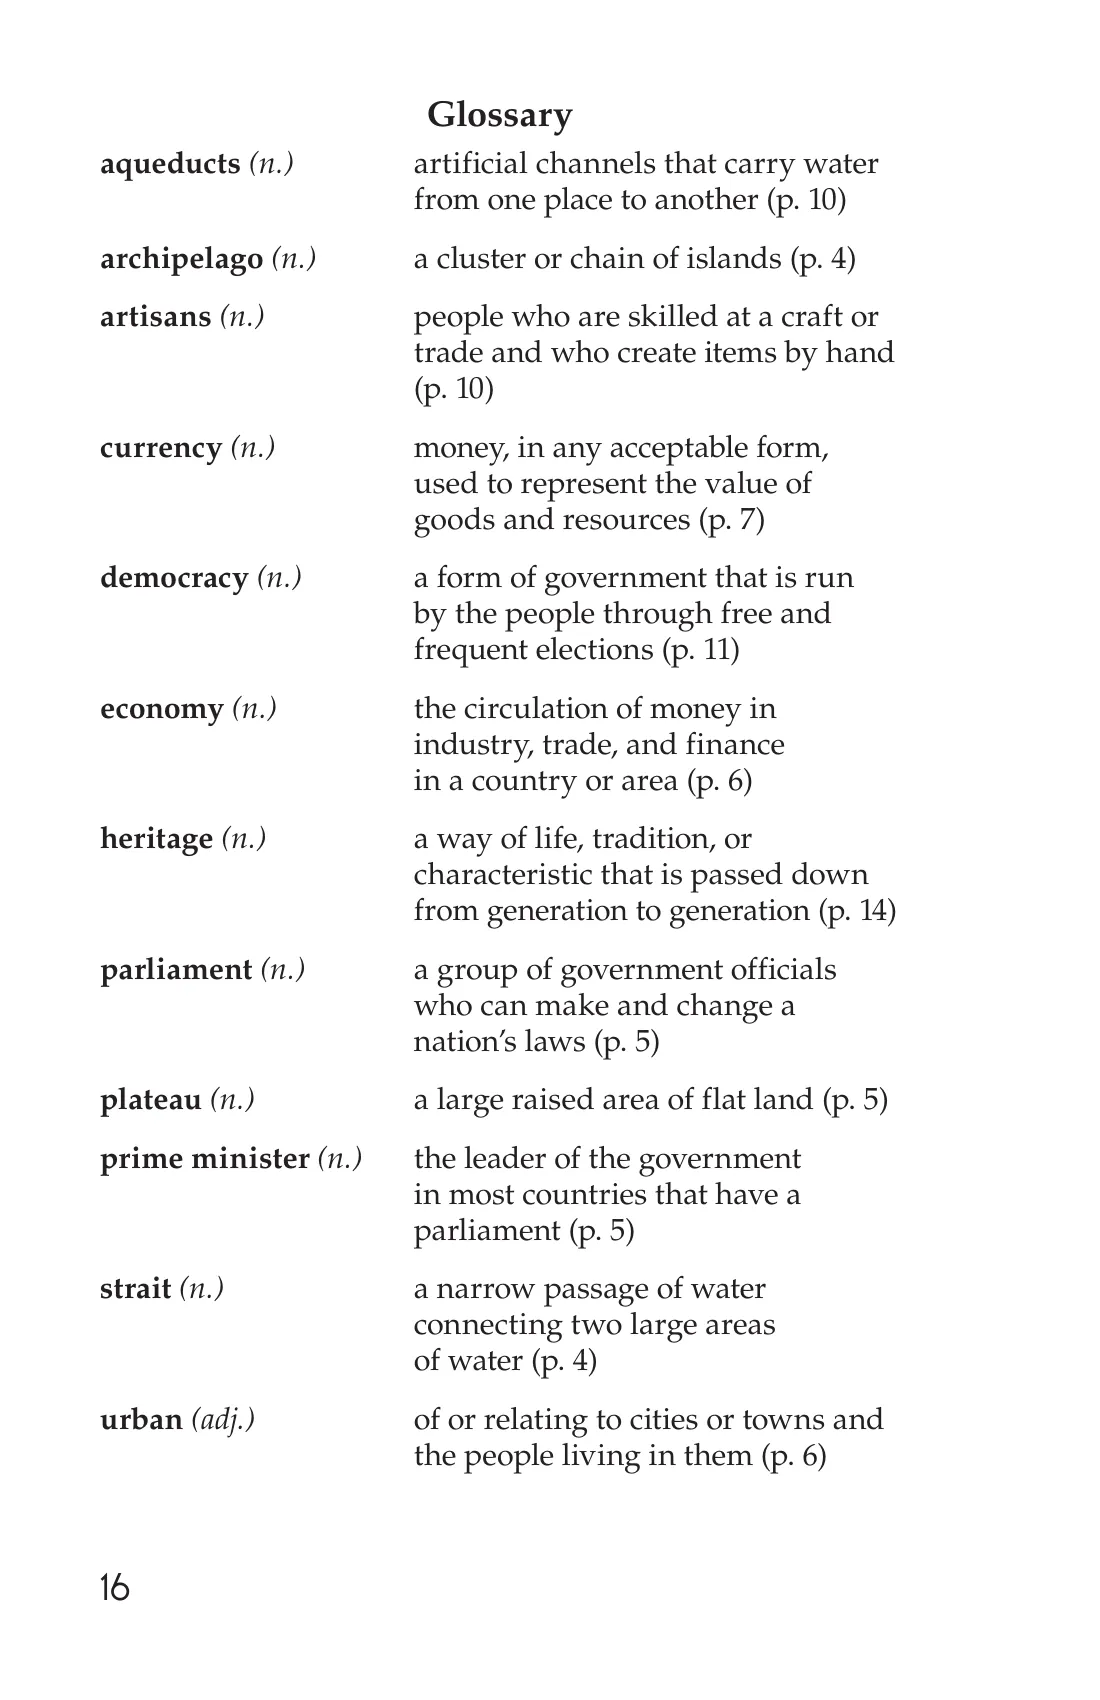 Glossary
aqueducts (n.) artificial channels that carry water
from one place to another (p. 10)
archipelago (n.) a cluster or chain of islands (p. 4)
artisans (n.) people who are skilled at a craft or
trade and who create items by hand
(p. 10)
currency (n.) money, in any acceptable form,
used to represent the value of
goods and resources (p. 7)
democracy (n.) a form of government that is run
by the people through free and
frequent elections (p. 11)
economy (n.) the circulation of money in
industry, trade, and finance
in a country or area (p. 6)
heritage (n.) a way of life, tradition, or
characteristic that is passed down
from generation to generation (p. 14)
parliament (n.) a group of government officials
who can make and change a
nation’s laws (p. 5)
plateau (n.) a large raised area of flat land (p. 5)
prime minister (n.) the leader of the government
in most countries that have a
parliament (p. 5)
strait (n.) a narrow passage of water
connecting two large areas
of water (p. 4)
urban (adj.) of or relating to cities or towns and
the people living in them (p. 6)
16